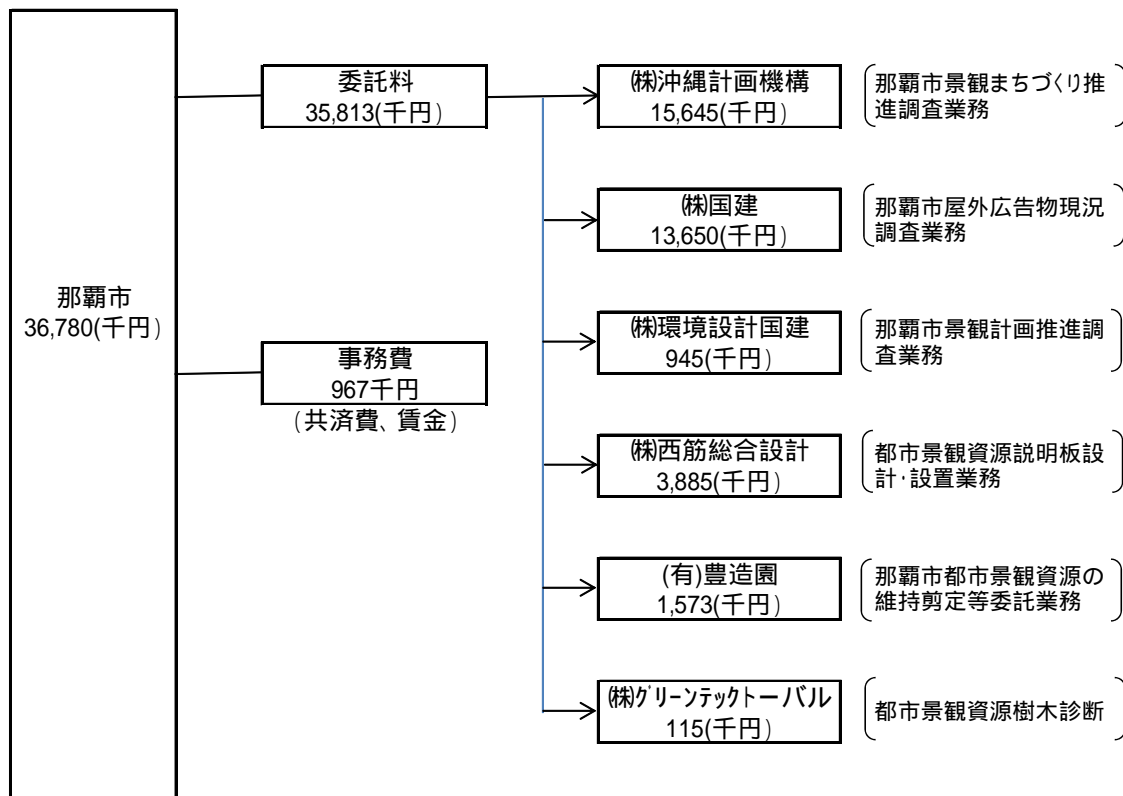 那覇市
36,780(千円)
委託料
35,813(千円)
事務費
967千円
(共済費、賃金)
㈱沖縄計画機構
15,645(千円)
那覇市景観まちづくり推
進調査業務
㈱国建
13,650(千円)
那覇市屋外広告物現況
調査業務
㈱環境設計国建
945(千円)
那覇市景観計画推進調
査業務
㈱西筋総合設計
3,885(千円)
都市景観資源説明板設
計・設置業務
(有)豊造園
1,573(千円)
那覇市都市景観資源の
維持剪定等委託業務
㈱グリーンテックトーバル
115(千円)
都市景観資源樹木診断